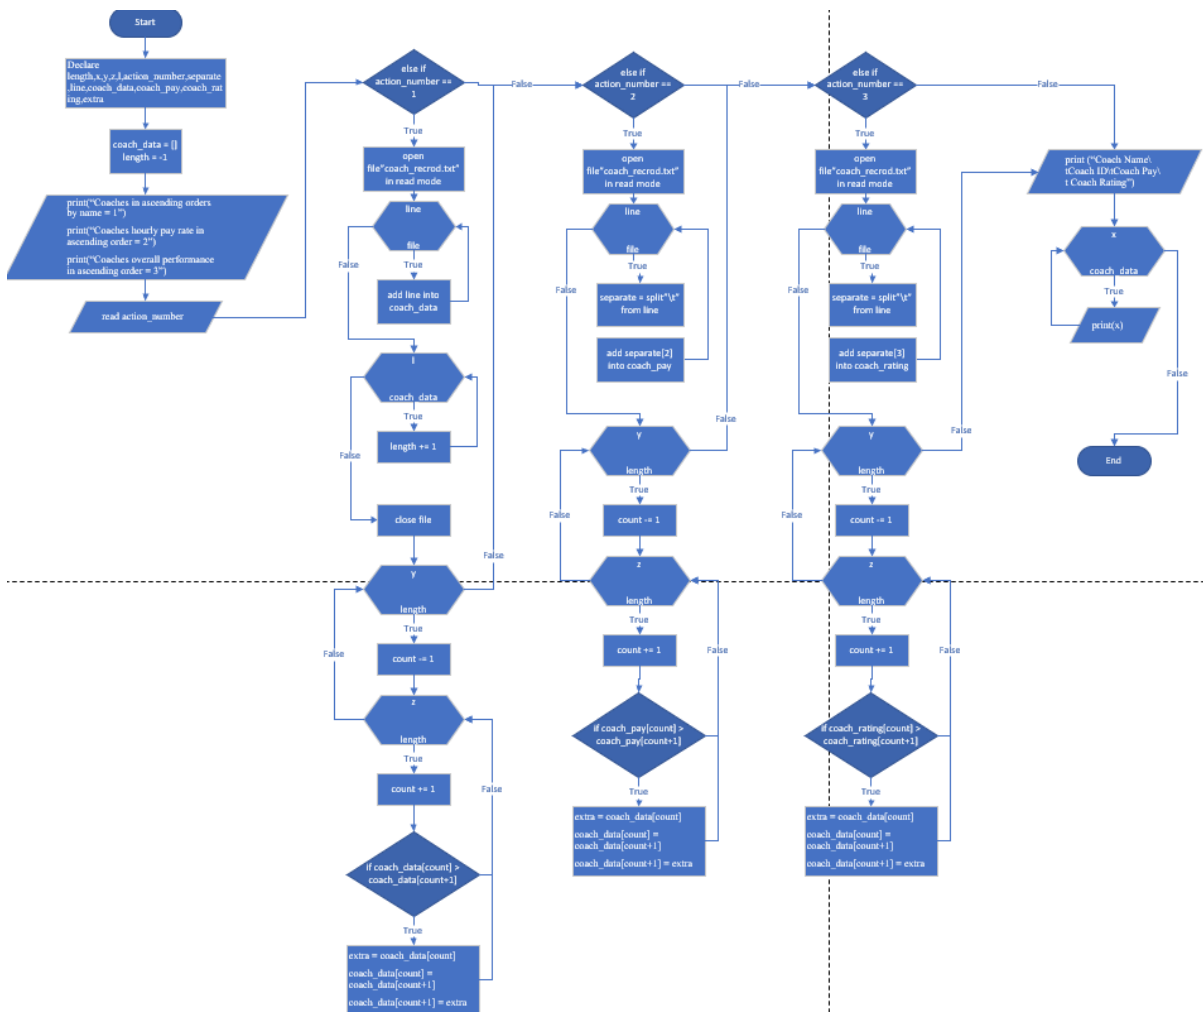 Start
Declare
length,x,y,z,l,action_number,separate
,line,coach_data,coach_pay,coach_rat
ing,extra
coach_data = []
length = -1
print("Coaches in ascending orders
by name = 1")
print("Coaches hourly pay rate in
ascending order = 2")
print("Coaches overall performance
in ascending order = 3")
read action_number
else if
action_number ==
1
False
True
open
file"coach_recrod.txt"
in read mode
line
file
False
add line into
coach_data
l
coach_data
True
length += 1
False
close file
y
length
False
True
count -= 1
False
z
length
True
count += 1
False
if coach_data[count] >
coach_data[count+1]
True
extra = coach_data[count]
coach_data[count] =
coach_data[count+1]
coach_data[count+1] = extra
else if
action_number ==
2
False
True
open
file"coach_recrod.txt"
in read mode
line
file
False
True
separate = split"\t"
from line
add separate[2]
into coach_pay
y
length
False
True
count -= 1
False
z
length
True
count += 1
False
if coach_pay[count] >
coach_pay[count+1]
True
extra = coach_data[count]
coach_data[count] =
coach_data[count+1]
coach_data[count+1] = extra
else if
action_number ==
3
False
True
open
file"coach_recrod.txt"
in read mode
line
file
False
True
separate = split"\t"
from line
add separate[3]
into coach_rating
y
length
False
True
count -= 1
False
z
length
True
count += 1
False
if coach_rating[count] >
coach_rating[count+1]
True
extra = coach_data[count]
coach_data[count] =
coach_data[count+1]
coach_data[count+1] = extra
print ("Coach Name\
tCoach ID\tCoach Pay\
t Coach Rating")
x
coach_data
True
print(x)
False
End